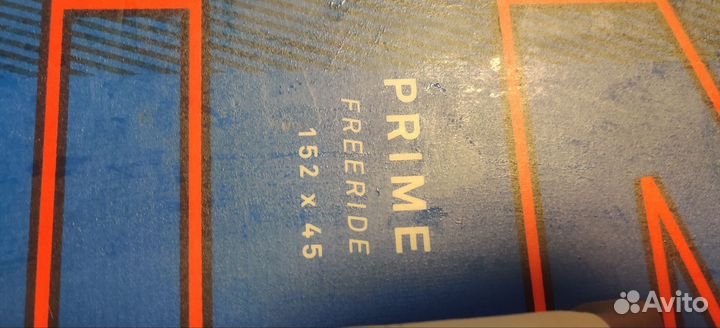 PRIME
FREERIDE
152 x 45
Avito